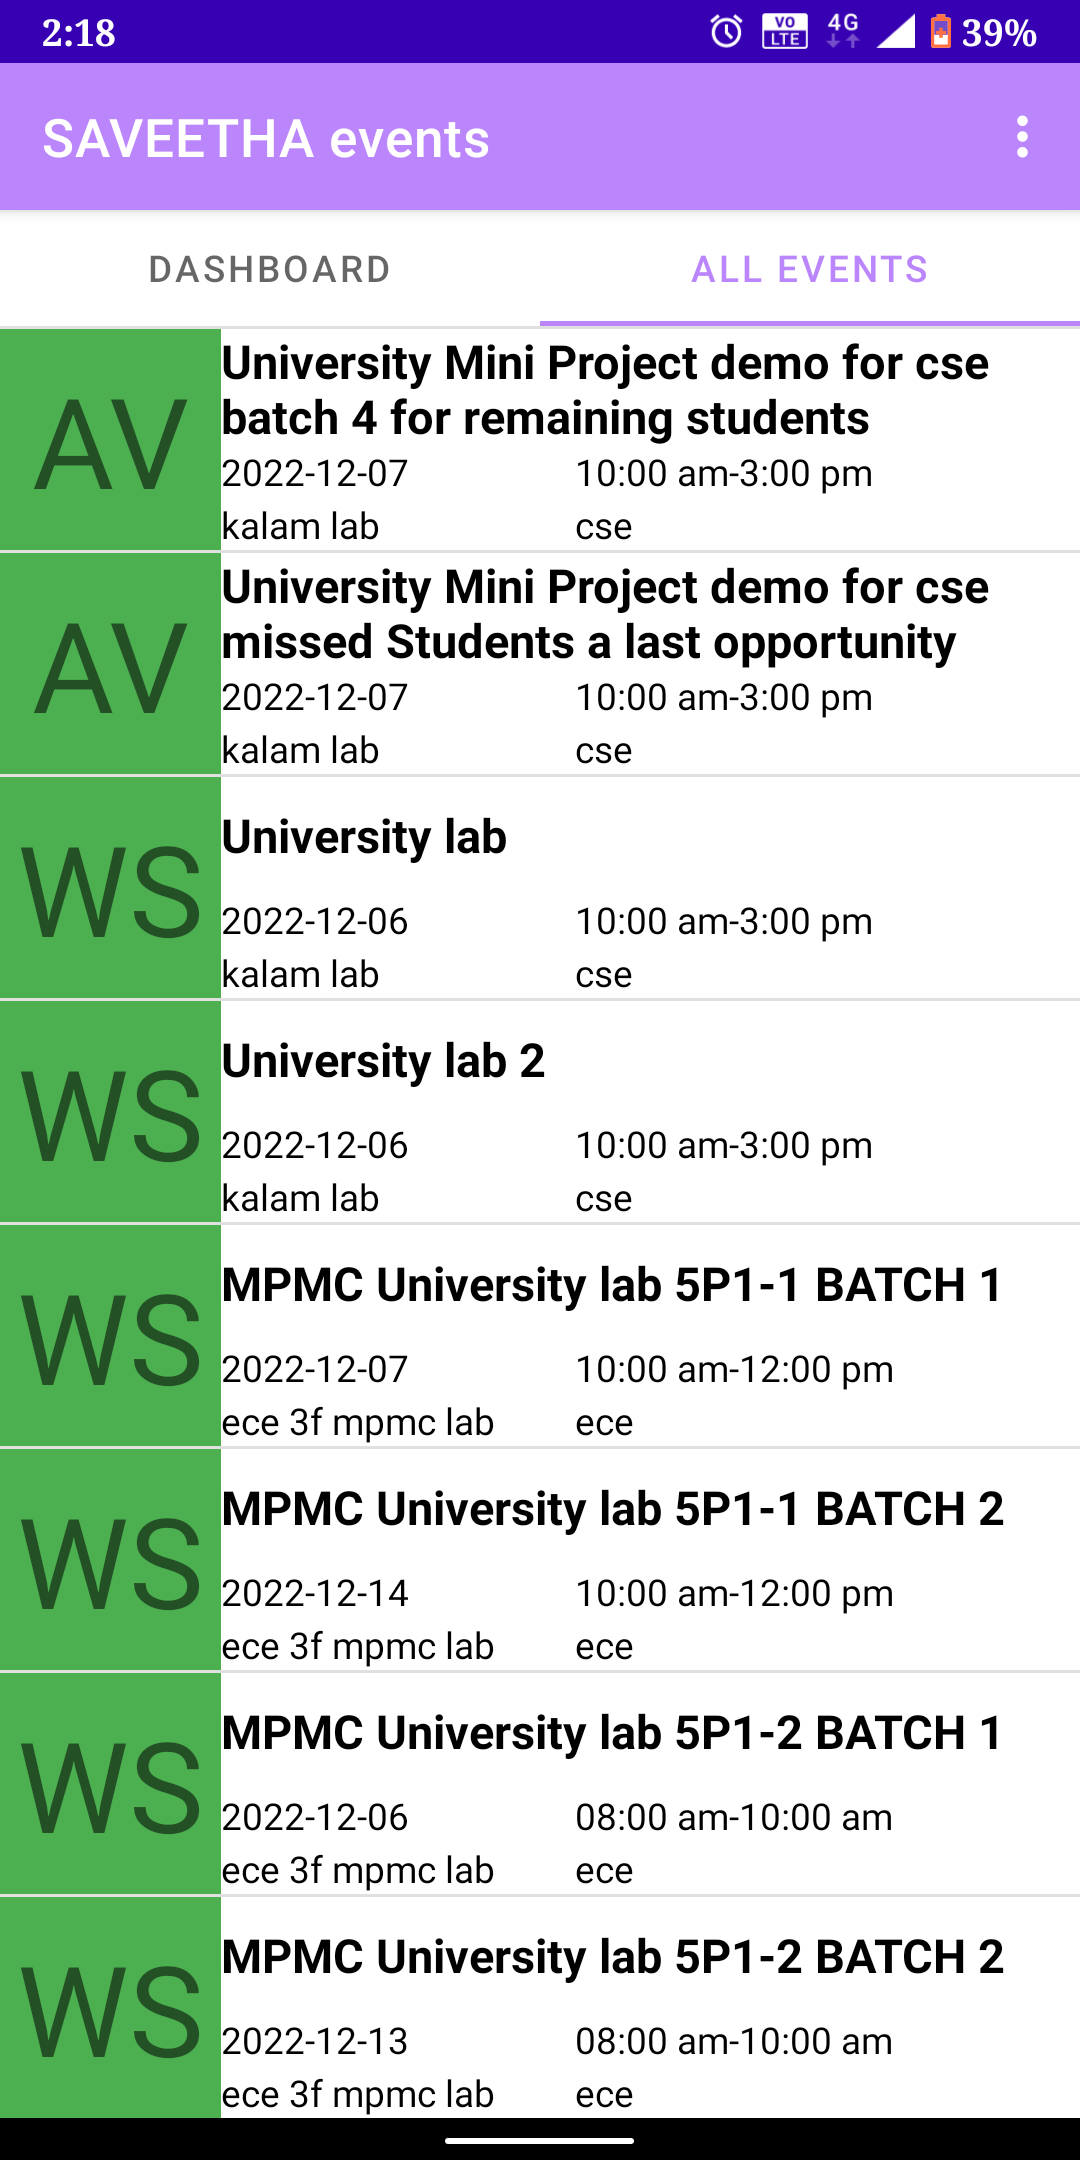 2:18 VO LTE 4G 39%
SAVEETHA events
DASHBOARD ALL EVENTS
AV
University Mini Project demo for cse
batch 4 for remaining students
2022-12-07 10:00 am-3:00 pm
kalam lab cse
AV
University Mini Project demo for cse
missed Students a last opportunity
2022-12-07 10:00 am-3:00 pm
kalam lab cse
WS
University lab
2022-12-06 10:00 am-3:00 pm
kalam lab cse
WS
University lab 2
2022-12-06 10:00 am-3:00 pm
kalam lab cse
WS
MPMC University lab 5P1-1 BATCH 1
2022-12-07 10:00 am-12:00 pm
ece 3f mpmc lab ece
WS
MPMC University lab 5P1-1 BATCH 2
2022-12-14 10:00 am-12:00 pm
ece 3f mpmc lab ece
WS
MPMC University lab 5P1-2 BATCH 1
2022-12-06 08:00 am-10:00 am
ece 3f mpmc lab ece
WS
MPMC University lab 5P1-2 BATCH 2
2022-12-13 08:00 am-10:00 am
ece 3f mpmc lab ece